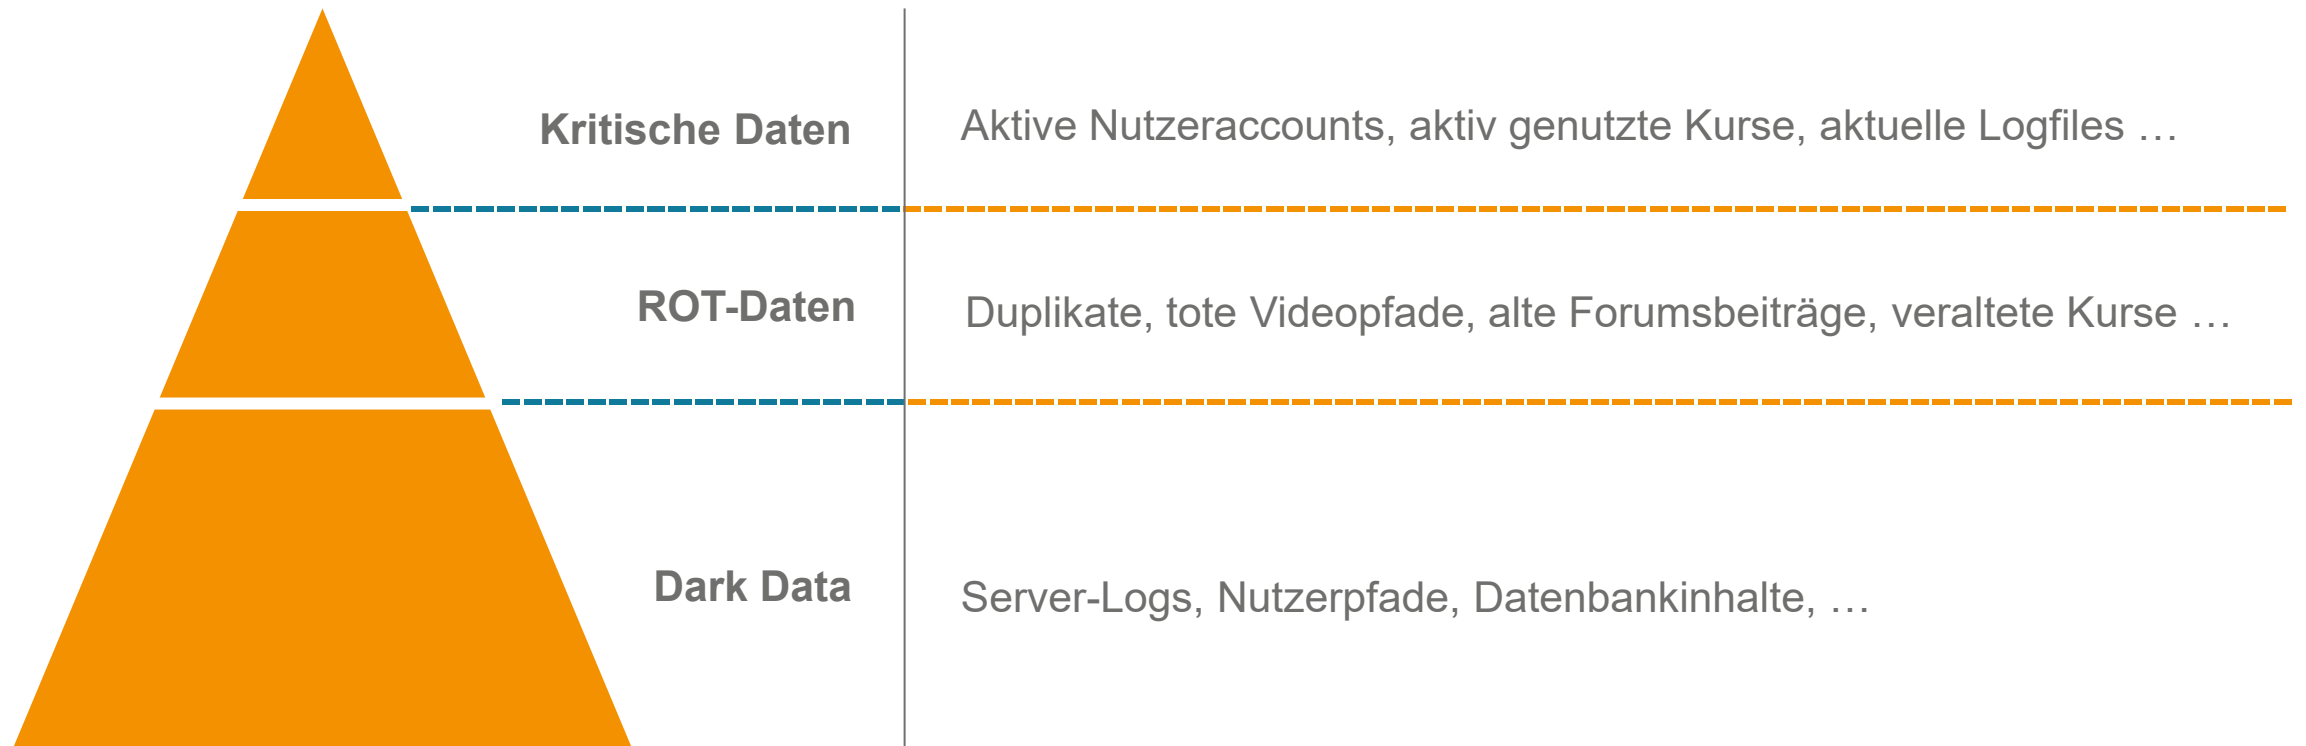 Kritische Daten
Aktive Nutzeraccounts, aktiv genutzte Kurse, aktuelle Logfiles …
ROT-Daten
Duplikate, tote Videopfade, alte Forumsbeiträge, veraltete Kurse …
Dark Data
Server-Logs, Nutzerpfade, Datenbankinhalte, …